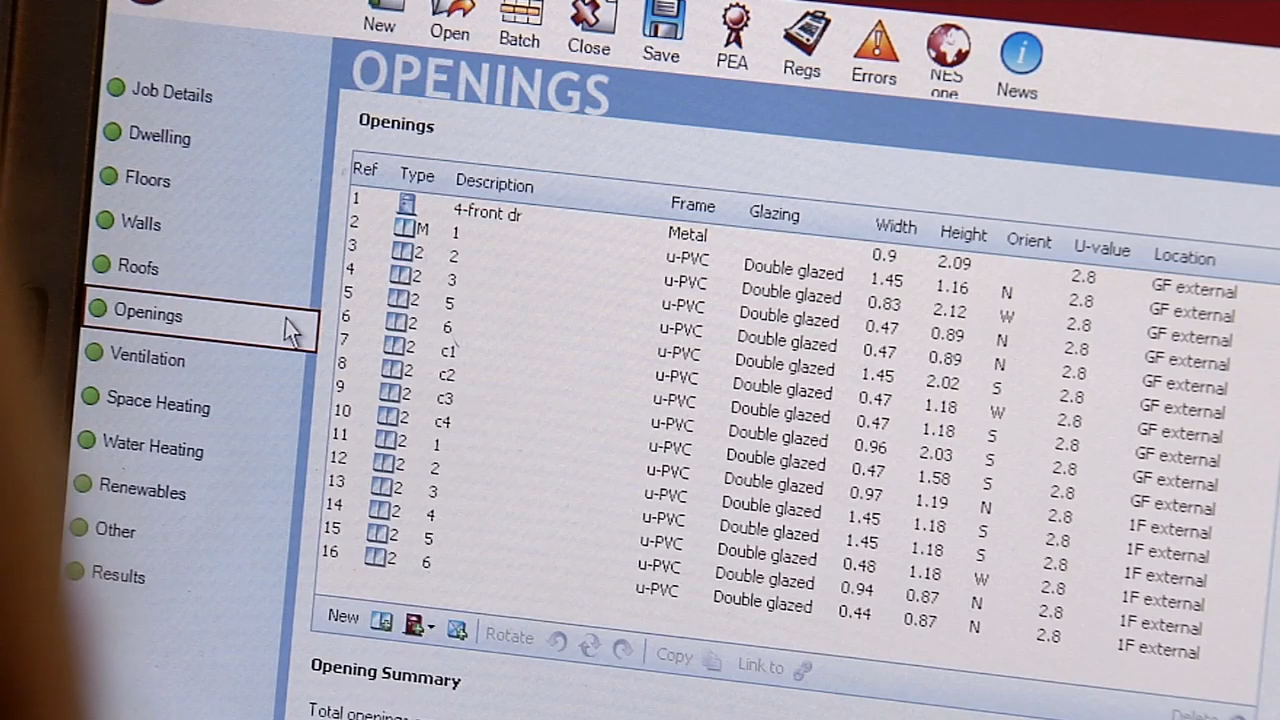 New Open Batch Close Save PEA Regs Errors NES one News
OPENINGS
Job Details
Dwelling
Floors
Walls
Roofs
Openings
Ventilation
Space Heating
Water Heating
Renewables
Other
Results
Openings
Ref Type Description Frame Glazing Width Height Orient U-value Location
1 4-front dr Metal 0.9 2.09 2.8 GF external
2 M 1 u-PVC Double glazed 1.45 1.16 N 2.8 GF external
3 2 2 u-PVC Double glazed 0.83 2.12 W 2.8 GF external
4 2 3 u-PVC Double glazed 0.47 0.89 N 2.8 GF external
5 2 5 u-PVC Double glazed 0.47 0.89 N 2.8 GF external
6 2 6 u-PVC Double glazed 1.45 2.02 S 2.8 GF external
7 2 c1 u-PVC Double glazed 0.47 1.18 W 2.8 GF external
8 2 c2 u-PVC Double glazed 0.47 1.18 S 2.8 GF external
9 2 c3 u-PVC Double glazed 0.96 2.03 S 2.8 GF external
10 2 c4 u-PVC Double glazed 0.47 1.58 S 2.8 GF external
11 2 1 u-PVC Double glazed 0.97 1.19 N 2.8 1F external
12 2 2 u-PVC Double glazed 1.45 1.18 S 2.8 1F external
13 2 3 u-PVC Double glazed 1.45 1.18 S 2.8 1F external
14 2 4 u-PVC Double glazed 0.48 1.18 W 2.8 1F external
15 2 5 u-PVC Double glazed 0.94 0.87 N 2.8 1F external
16 2 6 u-PVC Double glazed 0.44 0.87 N 2.8 1F external
New Rotate Copy Link to
Opening Summary
Total